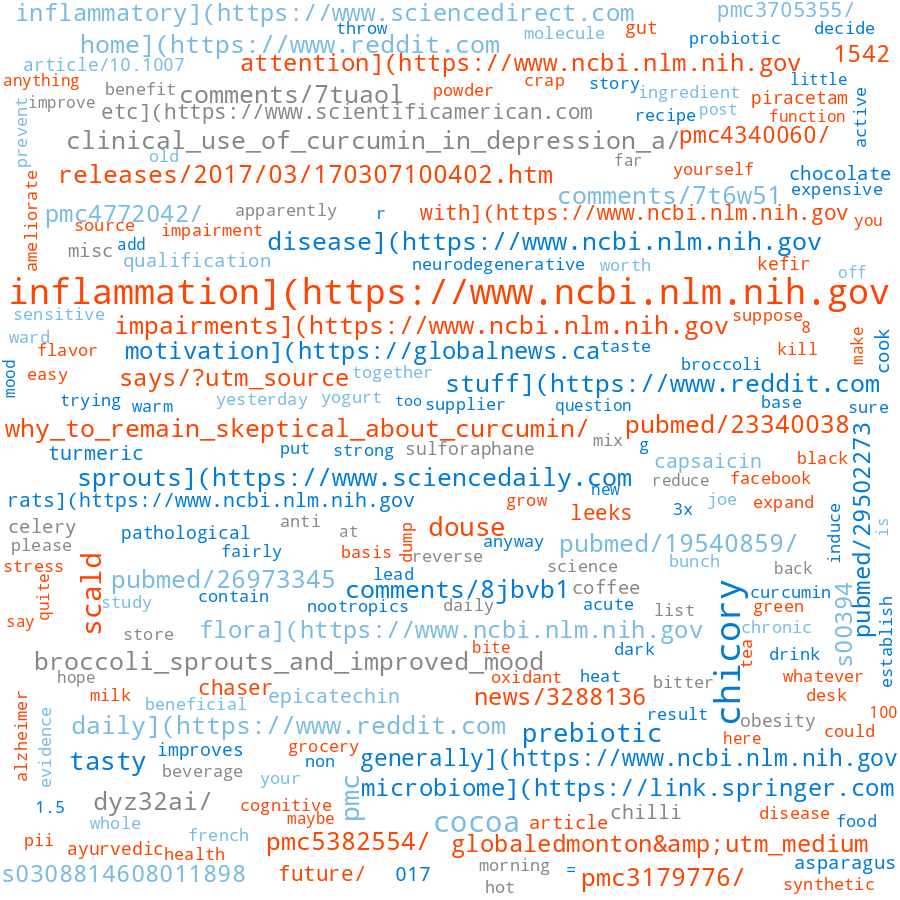 inflammatory](https://www.sciencedirect.com
pmc3705355/
throw
gut
molecule
decide
home](https://www.reddit.com
probiotic
1542
article/10.1007
attention](https://www.ncbi.nlm.nih.gov
anything
benefit
comments/7tuaol
powder
crap
story
little
ingredient
improve
etc](https://www.scientificamerican.com
recipe
post
piracetam
function
active
prevent
clinical_use_of_curcumin_in_depression_a/
pmc4340060/
old
far
yourself
releases/2017/03/170307100402.htm
chocolate
expensive
comments/7t6w51
ameliorate
pmc4772042/
apparently
r
with](https://www.ncbi.nlm.nih.gov
you
source
impairment
misc
add
disease](https://www.ncbi.nlm.nih.gov
qualification
neurodegenerative
worth
kefir
off
inflammation](https://www.ncbi.nlm.nih.gov
sensitive
impairments](https://www.ncbi.nlm.nih.gov
suppose
8
ward
flavor
motivation](https://globalnews.ca
taste
kill
make
cook
mood
easy
says/?utm_source
together
broccoli
stuff](https://www.reddit.com
trying
warm
yesterday
yogurt
too
supplier
question
base
sure
why_to_remain_skeptical_about_curcumin/
pubmed/23340038
turmeric
put
strong
sulforaphane
mix
g
capsaicin
black
pubmed/29502273
sprouts](https://www.sciencedaily.com
reduce
facebook
rats](https://www.ncbi.nlm.nih.gov
new
grow
3x
joe
expand
celery
anti
at
douse
leeks
induce
is
please
pathological
fairly
basis
dump
reverse
anyway
pubmed/19540859/
bunch
back
stress
quite
scald
pubmed/26973345
lead
science
comments/8jbvb1
coffee
chicory
curcumin
s00394
study
contain
nootropics
daily
acute
list
green
establish
say
store
flora](https://www.ncbi.nlm.nih.gov
chronic
tea
bite
dark
drink
broccoli_sprouts_and_improved_mood
hope
chaser
oxidant
heat
bitter
whatever
milk
epicatechin
news/3288136
desk
alzheimer
beneficial
result
obesity
100
evidence
daily](https://www.reddit.com
prebiotic
here
could
tasty
improves
grocery
non
generally](https://www.ncbi.nlm.nih.gov
beverage
your
pmc
microbiome](https://link.springer.com
1.5
dyz32ai/
cognitive
maybe
cocoa
article
chilli
disease
food
whole
french
pii
ayurvedic
health
pmc5382554/
globaledmonton&amp;utm_medium
asparagus
s0308814608011898
future/
017
morning
hot
=
pmc3179776/
synthetic